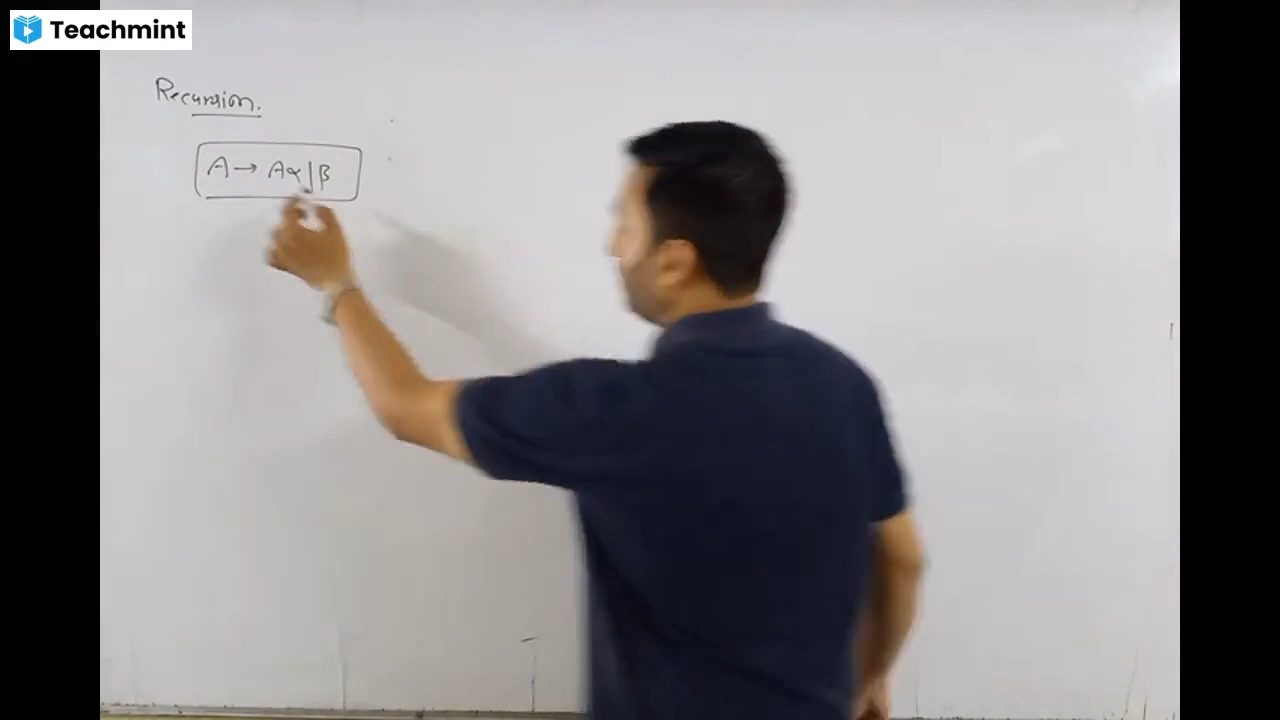 Teachmint
Recursion.
A → Aα|β